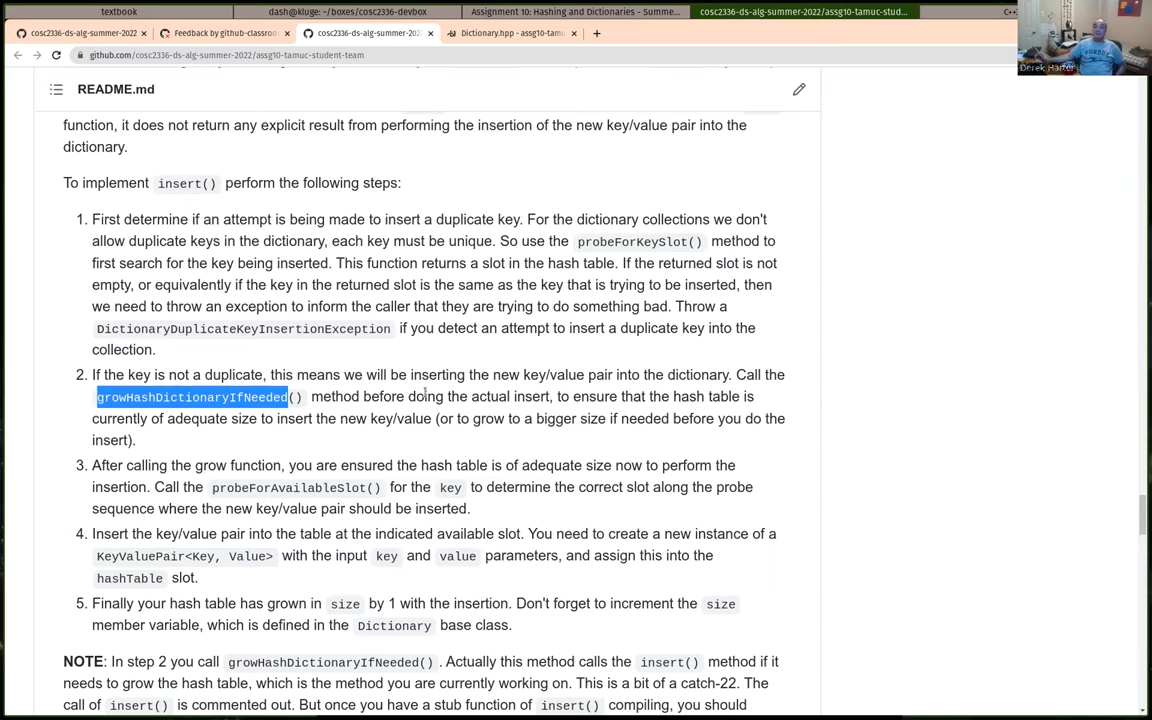 textbook
dash@kluge: ~/boxes/cosc2336-devbox
Assignment 10: Hashing and Dictionaries - Summe...
cosc2336-ds-alg-summer-2022/assg10-tamuc-stud...
C++
cosc2336-ds-alg-summer-2022
Feedback by github-classroo
cosc2336-ds-alg-summer-202
Dictionary.hpp - assg10-tamu
github.com/cosc2336-ds-alg-summer-2022/assg10-tamuc-student-team
PURDUE
Derek Harter
README.md
function, it does not return any explicit result from performing the insertion of the new key/value pair into the
dictionary.
To implement insert() perform the following steps:
1. First determine if an attempt is being made to insert a duplicate key. For the dictionary collections we don't
allow duplicate keys in the dictionary, each key must be unique. So use the probeForKeySlot() method to
first search for the key being inserted. This function returns a slot in the hash table. If the returned slot is not
empty, or equivalently if the key in the returned slot is the same as the key that is trying to be inserted, then
we need to throw an exception to inform the caller that they are trying to do something bad. Throw a
DictionaryDuplicateKeyInsertionException if you detect an attempt to insert a duplicate key into the
collection.
2. If the key is not a duplicate, this means we will be inserting the new key/value pair into the dictionary. Call the
growHashDictionaryIfNeeded() method before doing the actual insert, to ensure that the hash table is
currently of adequate size to insert the new key/value (or to grow to a bigger size if needed before you do the
insert).
3. After calling the grow function, you are ensured the hash table is of adequate size now to perform the
insertion. Call the probeForAvailableSlot() for the key to determine the correct slot along the probe
sequence where the new key/value pair should be inserted.
4. Insert the key/value pair into the table at the indicated available slot. You need to create a new instance of a
KeyValuePair<Key, Value> with the input key and value parameters, and assign this into the
hashTable slot.
5. Finally your hash table has grown in size by 1 with the insertion. Don't forget to increment the size
member variable, which is defined in the Dictionary base class.
NOTE: In step 2 you call growHashDictionaryIfNeeded(). Actually this method calls the insert() method if it
needs to grow the hash table, which is the method you are currently working on. This is a bit of a catch-22. The
call of insert() is commented out. But once you have a stub function of insert() compiling, you should